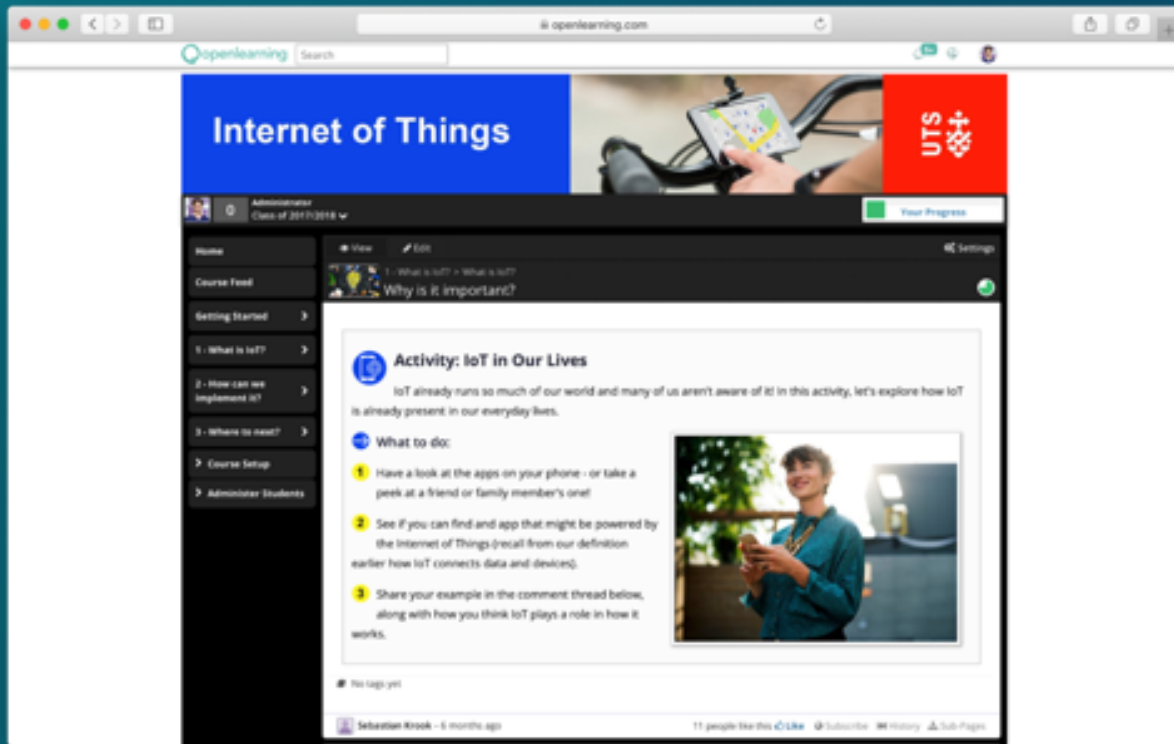 openlearning.com
openlearning
Search
Internet of Things
UTS
0
Administrator
Class of 2017/2018
Your Progress
Home
Course Feed
Getting Started
1 - What is IoT?
2 - How can we
implement it?
3 - Where to next?
Course Setup
Administer Students
View
Edit
Settings
1 - What is IoT? > What is IoT?
Why is it important?
Activity: IoT in Our Lives
IoT already runs so much of our world and many of us aren't aware of it! In this activity, let's explore how IoT
is already present in our everyday lives.
What to do:
1 Have a look at the apps on your phone - or take a
peek at a friend or family member's one!
2 See if you can find and app that might be powered by
the Internet of Things (recall from our definition
earlier how IoT connects data and devices).
3 Share your example in the comment thread below,
along with how you think IoT plays a role in how it
works.
No tags yet
Sebastian Krook - 6 months ago
11 people like this Like Subscribe History Sub-Pages